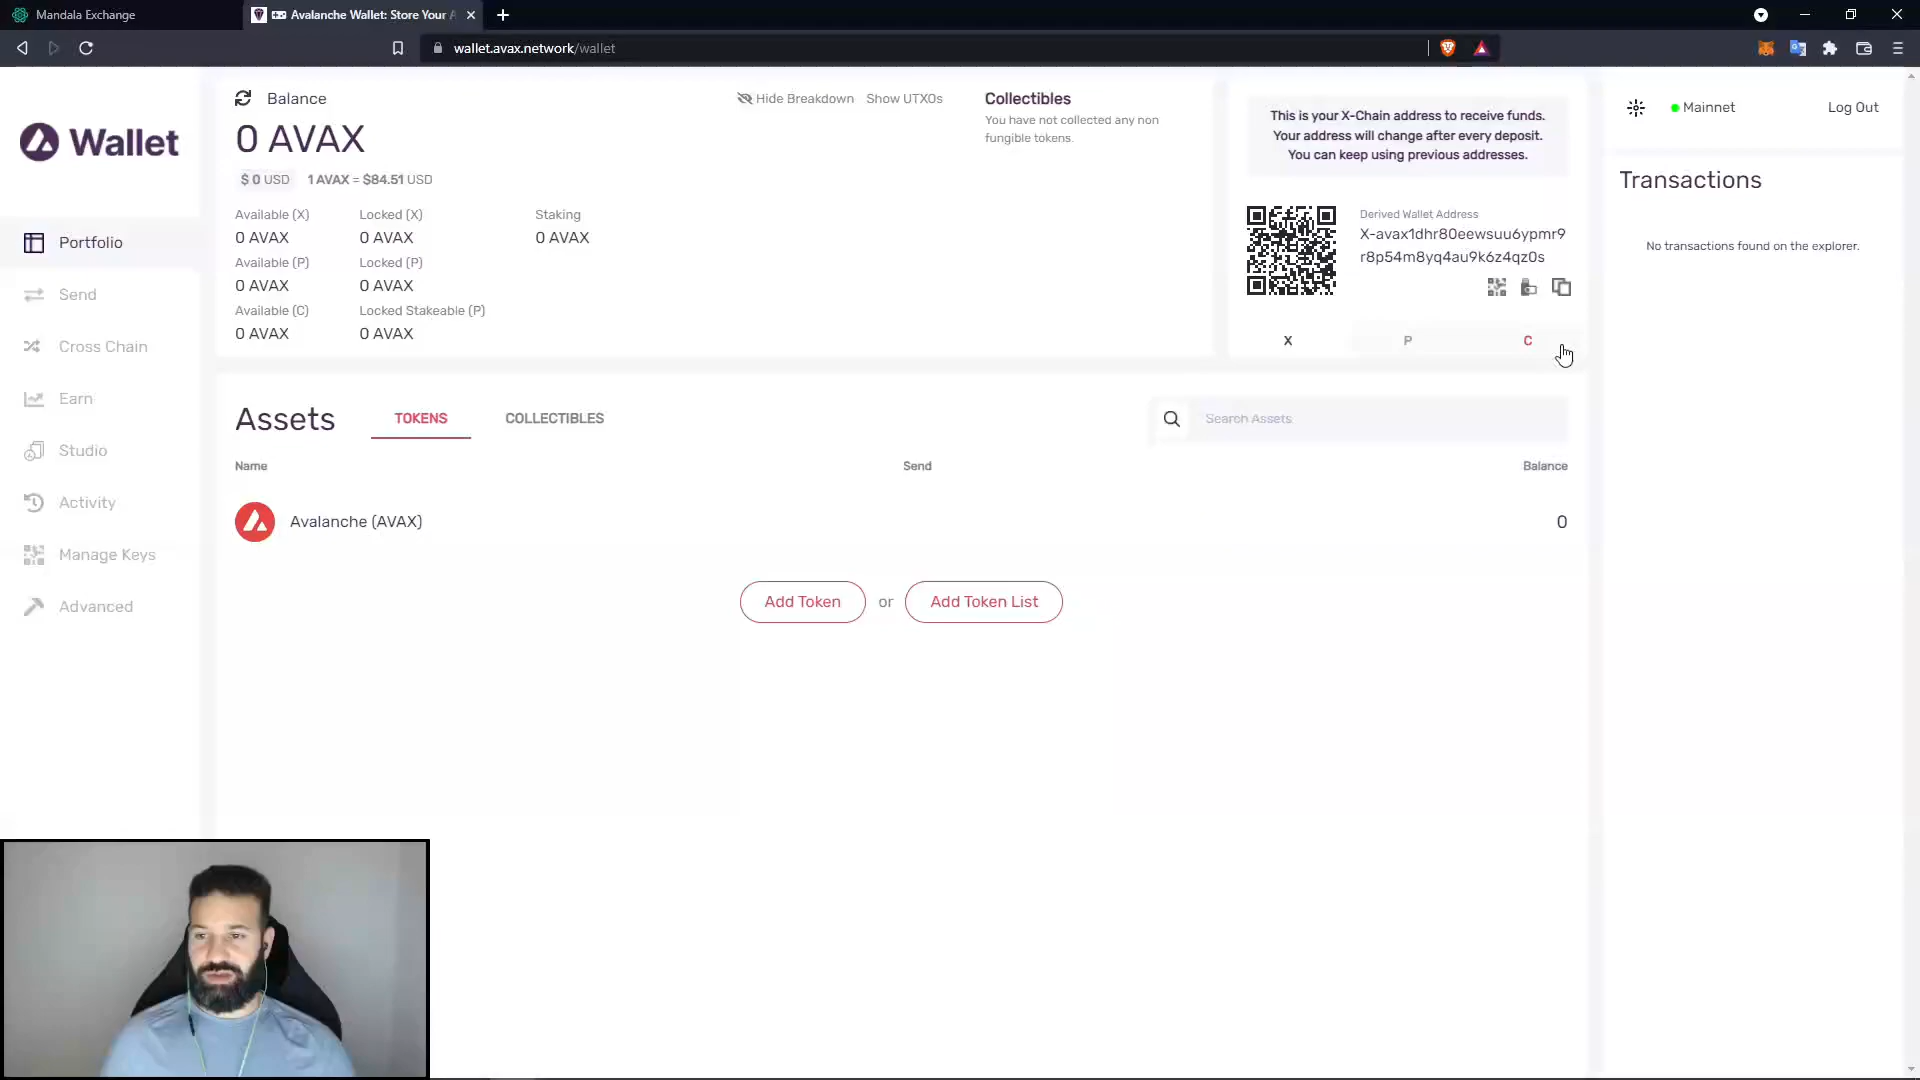 Mandala Exchange
Avalanche Wallet: Store Your A
wallet.avax.network/wallet
Wallet
Portfolio
Send
Cross Chain
Earn
Studio
Activity
Manage Keys
Advanced
Balance
Hide Breakdown
Show UTXOs
0 AVAX
$ 0 USD
1 AVAX = $84.51 USD
Available (X)
0 AVAX
Locked (X)
0 AVAX
Staking
0 AVAX
Available (P)
0 AVAX
Locked (P)
0 AVAX
Available (C)
0 AVAX
Locked Stakeable (P)
0 AVAX
Collectibles
You have not collected any non
fungible tokens.
This is your X-Chain address to receive funds.
Your address will change after every deposit.
You can keep using previous addresses.
Derived Wallet Address
X-avax1dhr80eewsuu6ypmr9
r8p54m8yq4au9k6z4qz0s
X
P
C
Mainnet
Log Out
Transactions
No transactions found on the explorer.
Assets
TOKENS
COLLECTIBLES
Search Assets
Name
Send
Balance
Avalanche (AVAX)
0
Add Token
or
Add Token List